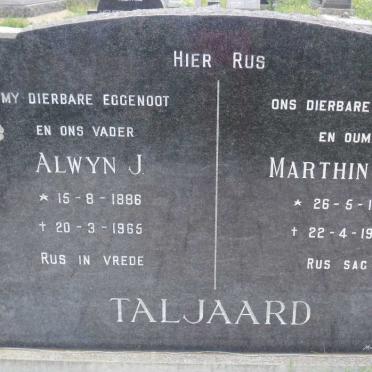 HIER RUS
MY DIERBARE EGGENOOT
EN ONS VADER
ALWYN J.
* 15-8-1886
† 20-3-1965
RUS IN VREDE
ONS DIERBARE
EN OUM
MARTHIN
* 26-5-1
† 22-4-19
RUS SAG
TALJAARD